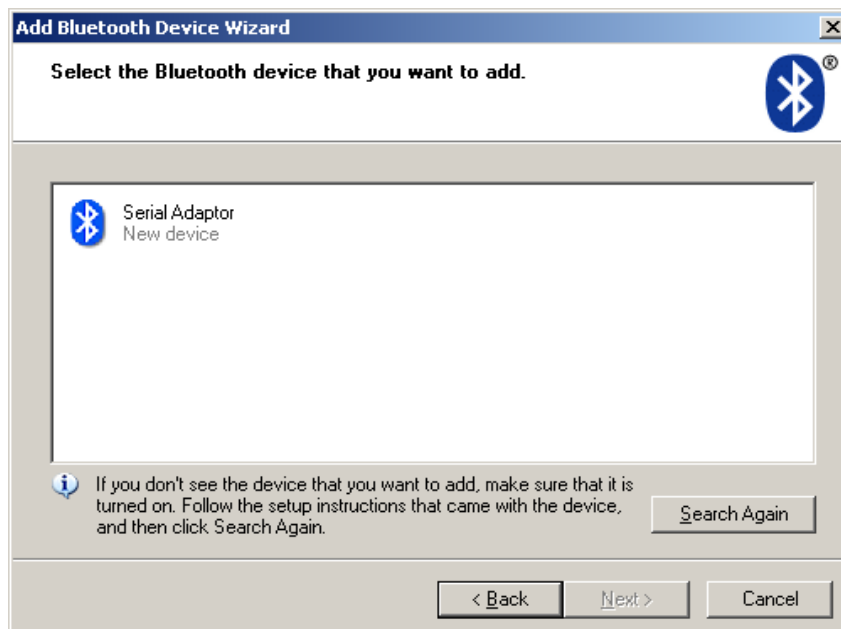 Add Bluetooth Device Wizard
Select the Bluetooth device that you want to add.
®
Serial Adaptor
New device
If you don't see the device that you want to add, make sure that it is
turned on. Follow the setup instructions that came with the device,
and then click Search Again.
Search Again
< Back
Next >
Cancel